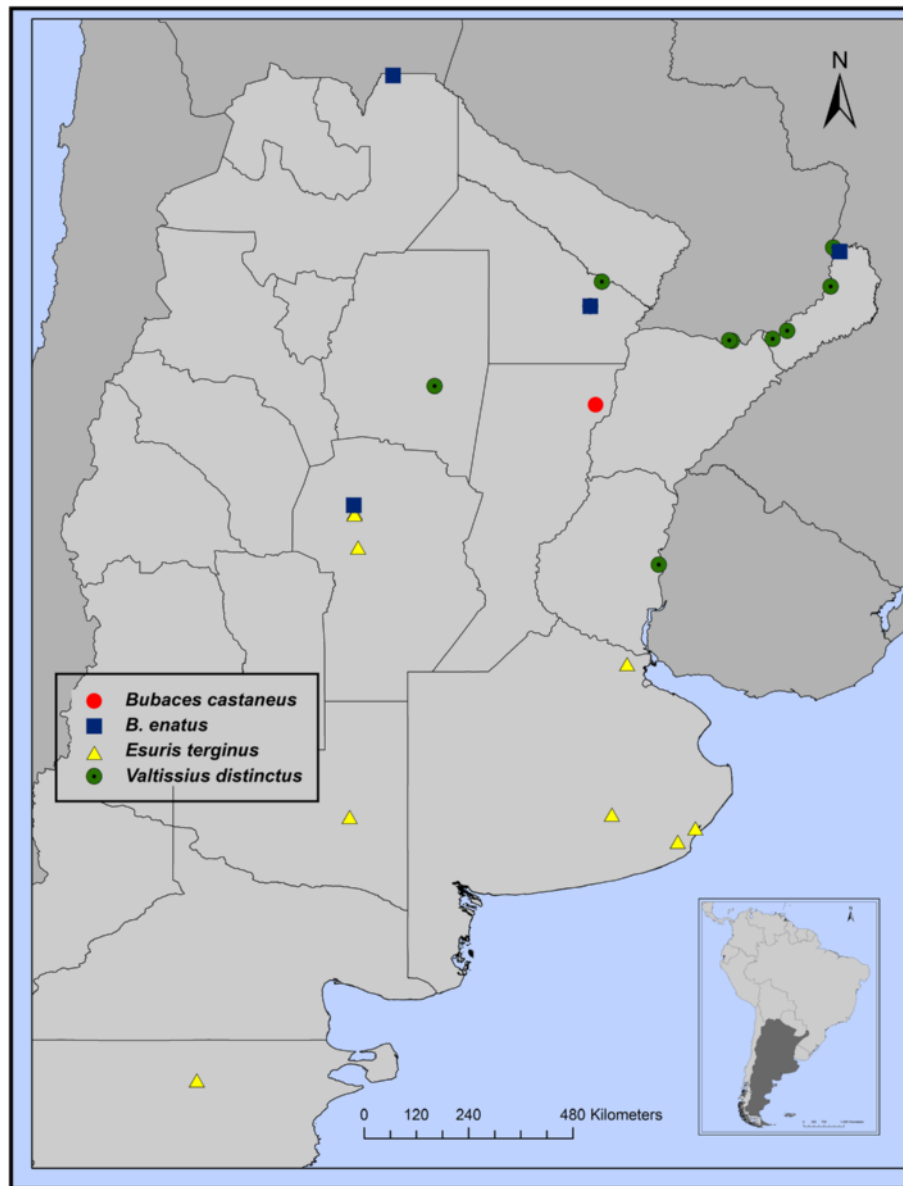 N
Bubaces castaneus
B. enatus
Esuris terginus
Valtissius distinctus
N
0 120 240 480 Kilometers